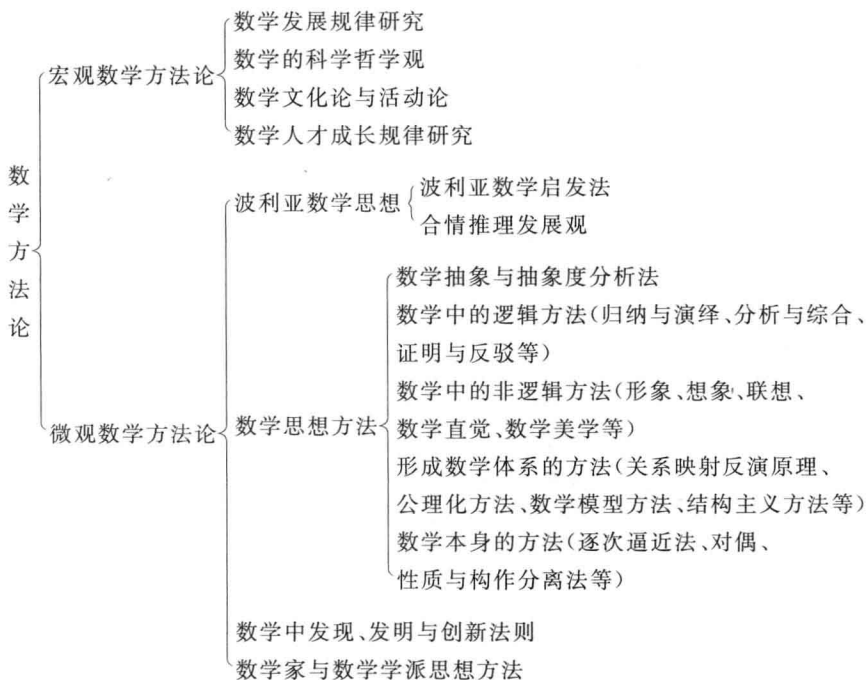 数学方法论
宏观数学方法论
数学发展规律研究
数学的科学哲学观
数学文化论与活动论
数学人才成长规律研究
微观数学方法论
波利亚数学思想
波利亚数学启发法
合情推理发展观
数学思想方法
数学抽象与抽象度分析法
数学中的逻辑方法(归纳与演绎、分析与综合、
证明与反驳等)
数学中的非逻辑方法(形象、想象、联想、
数学直觉、数学美学等)
形成数学体系的方法(关系映射反演原理、
公理化方法、数学模型方法、结构主义方法等)
数学本身的方法(逐次逼近法、对偶、
性质与构作分离法等)
数学中发现、发明与创新法则
数学家与数学学派思想方法